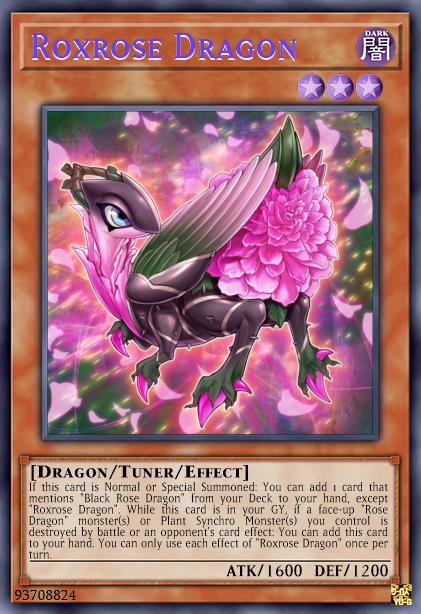 Roxrose Dragon
DARK
闇
[Dragon/Tuner/Effect]
If this card is Normal or Special Summoned: You can add 1 card that
mentions "Black Rose Dragon" from your Deck to your hand, except
"Roxrose Dragon". While this card is in your GY, if a face-up "Rose
Dragon" monster(s) or Plant Synchro Monster(s) you control is
destroyed by battle or an opponent's card effect: You can add this card
to your hand. You can only use each effect of "Roxrose Dragon" once per
turn.
ATK/1600 DEF/1200
93708824